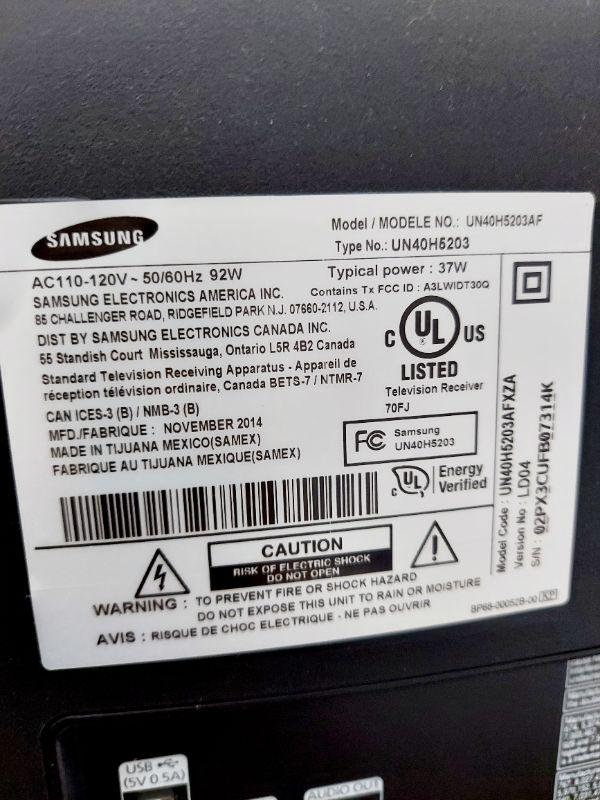 SAMSUNG
Model / MODELE NO.: UN40H5203AF
Type No.: UN40H5203
AC110-120V ~ 50/60Hz 92W
Typical power : 37W
SAMSUNG ELECTRONICS AMERICA INC.
Contains Tx FCC ID : A3LWIDT30Q
85 CHALLENGER ROAD, RIDGEFIELD PARK N.J. 07660-2112, U.S.A.
DIST BY SAMSUNG ELECTRONICS CANADA INC.
55 Standish Court Mississauga, Ontario L5R 4B2 Canada
Standard Television Receiving Apparatus - Appareil de
réception télévision ordinaire, Canada BETS-7 / NTMR-7
CAN ICES-3 (B) / NMB-3 (B)
MFD./FABRIQUE : NOVEMBER 2014
MADE IN TIJUANA MEXICO(SAMEX)
FABRIQUE AU TIJUANA MEXIQUE(SAMEX)
C UL US
LISTED
Television Receiver
70FJ
FC Samsung
UN40H5203
C UL Energy
Verified
Model Code : UN40H5203AFXZA
Version No : LD04
S/N : 02PX3CUFB07314K
CAUTION
RISK OF ELECTRIC SHOCK
DO NOT OPEN
WARNING : TO PREVENT FIRE OR SHOCK HAZARD
DO NOT EXPOSE THIS UNIT TO RAIN OR MOISTURE
AVIS : RISQUE DE CHOC ELECTRIQUE - NE PAS OUVRIR
BP68-00052B-00
USB
(5V 0.5A)
AUDIO OUT